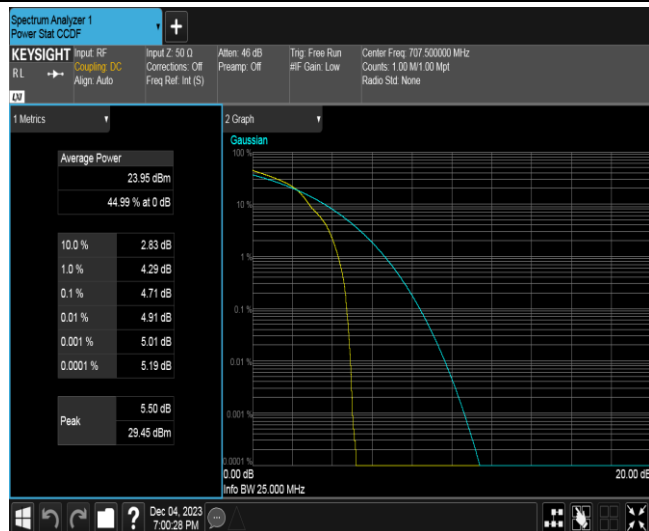 Spectrum Analyzer 1
Power Stat CCDF
KEYSIGHT
RL
Input: RF
Coupling: DC
Align: Auto
Input Z: 50 Ω
Corrections: Off
Freq Ref: Int (S)
Atten: 46 dB
Preamp: Off
Trig: Free Run
#IF Gain: Low
Center Freq: 707.500000 MHz
Counts: 1.00 M/1.00 Mpt
Radio Std: None
1 Metrics
Average Power
23.95 dBm
44.99 % at 0 dB
10.0 % 2.83 dB
1.0 % 4.29 dB
0.1 % 4.71 dB
0.01 % 4.91 dB
0.001 % 5.01 dB
0.0001 % 5.19 dB
Peak
5.50 dB
29.45 dBm
2 Graph
Gaussian
100 %
10 %
1 %
0.1 %
0.01 %
0.001 %
0.0001 %
0.00 dB
20.00 dB
Info BW 25.000 MHz
?
Dec 04, 2023
7:00:28 PM